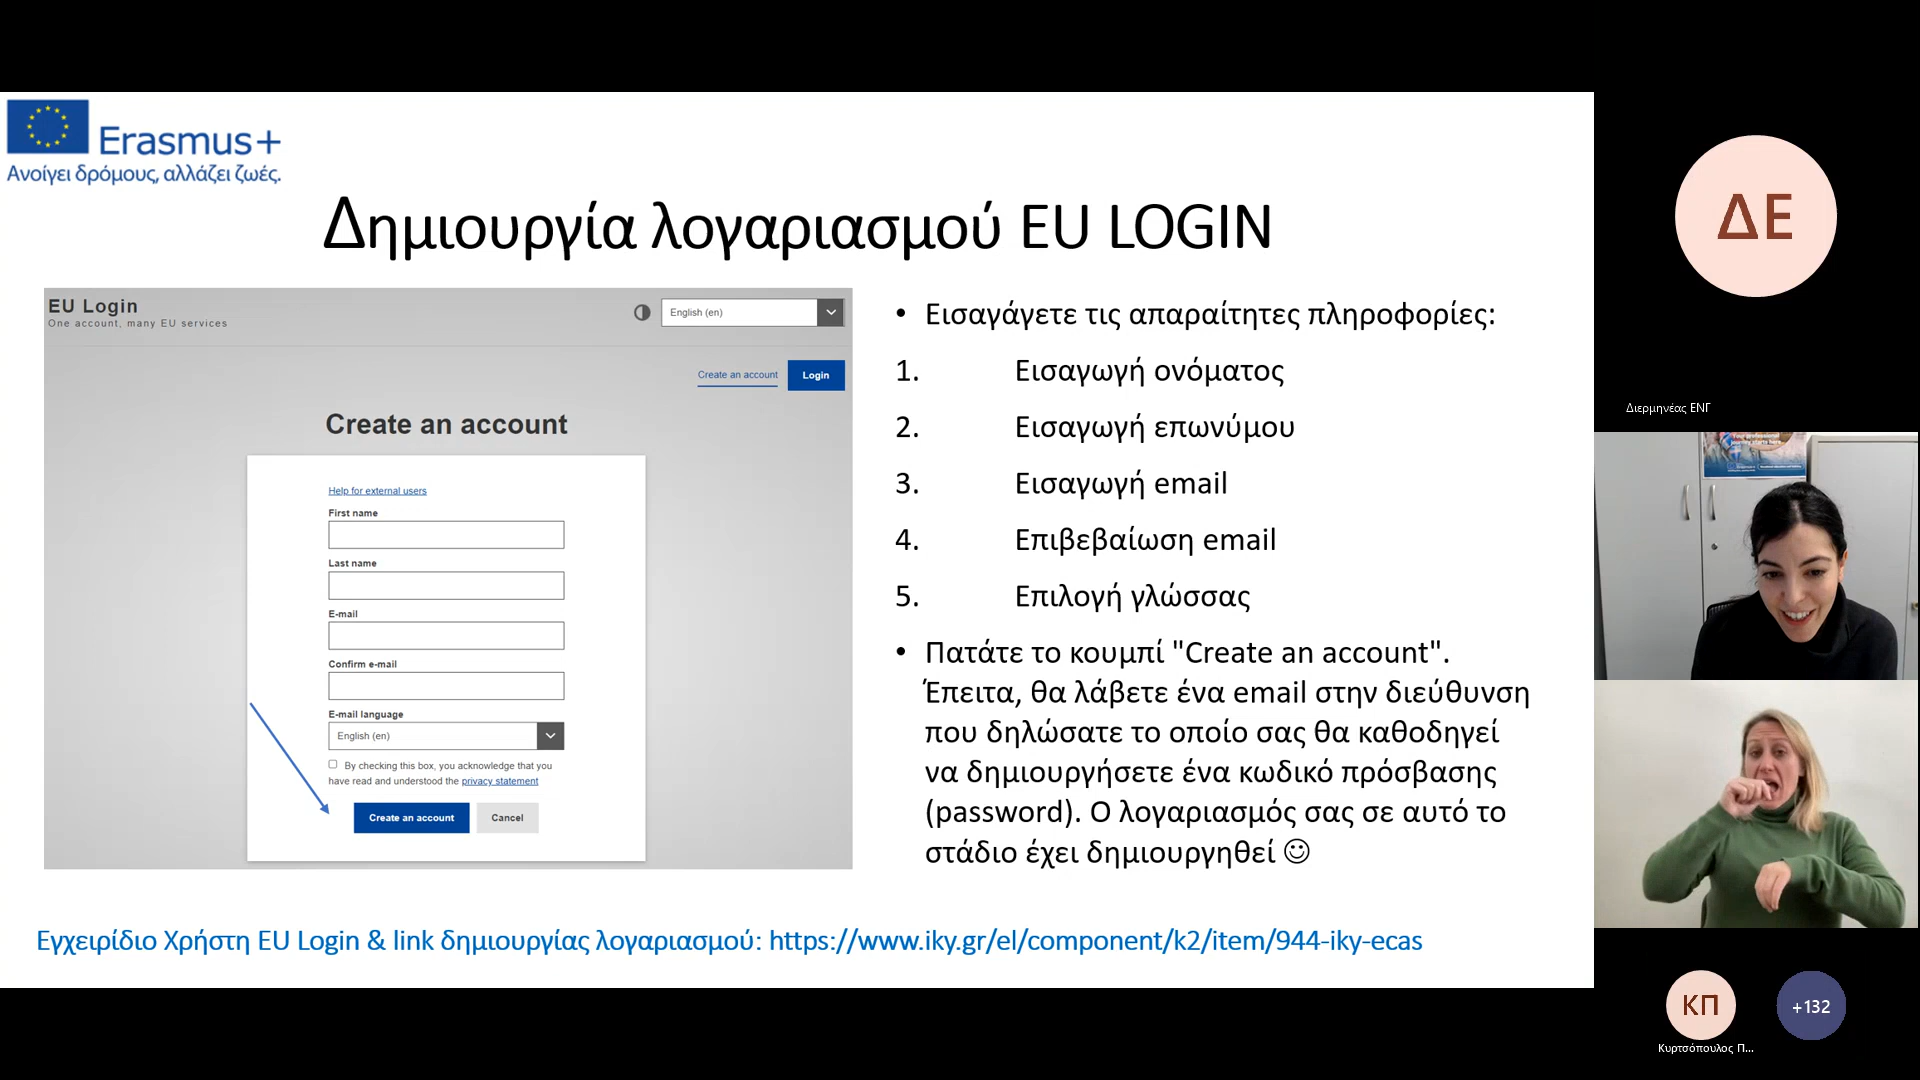 Erasmus+
Ανοίγει δρόμους, αλλάζει ζωές.
Δημιουργία λογαριασμού EU LOGIN
EU Login
One account, many EU services
English (en)
Create an account
Login
Create an account
Help for external users
First name
Last name
E-mail
Confirm e-mail
E-mail language
English (en)
By checking this box, you acknowledge that you
have read and understood the privacy statement
Create an account
Cancel
• Εισαγάγετε τις απαραίτητες πληροφορίες:
1. Εισαγωγή ονόματος
2. Εισαγωγή επωνύμου
3. Εισαγωγή email
4. Επιβεβαίωση email
5. Επιλογή γλώσσας
• Πατάτε το κουμπί "Create an account".
Έπειτα, θα λάβετε ένα email στην διεύθυνση
που δηλώσατε το οποίο σας θα καθοδηγεί
να δημιουργήσετε ένα κωδικό πρόσβασης
(password). Ο λογαριασμός σας σε αυτό το
στάδιο έχει δημιουργηθεί ☺
Εγχειρίδιο Χρήστη EU Login & link δημιουργίας λογαριασμού: https://www.iky.gr/el/component/k2/item/944-iky-ecas
ΔΕ
Διερμηνέας ΕΝΓ
ΚΠ
Κυρτσόπουλος Π...
+132